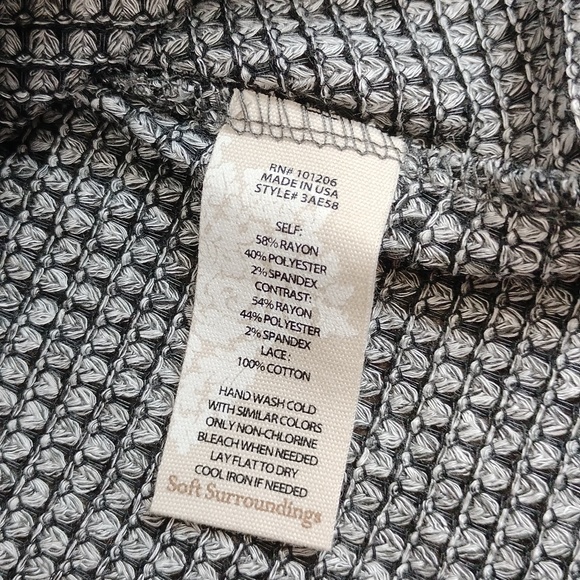 RN# 101206
MADE IN USA
STYLE# 3AE58
SELF:
58% RAYON
40% POLYESTER
2% SPANDEX
CONTRAST:
54% RAYON
44% POLYESTER
2% SPANDEX
LACE :
100% COTTON
HAND WASH COLD
WITH SIMILAR COLORS
ONLY NON-CHLORINE
BLEACH WHEN NEEDED
LAY FLAT TO DRY
COOL IRON IF NEEDED
Soft Surroundings